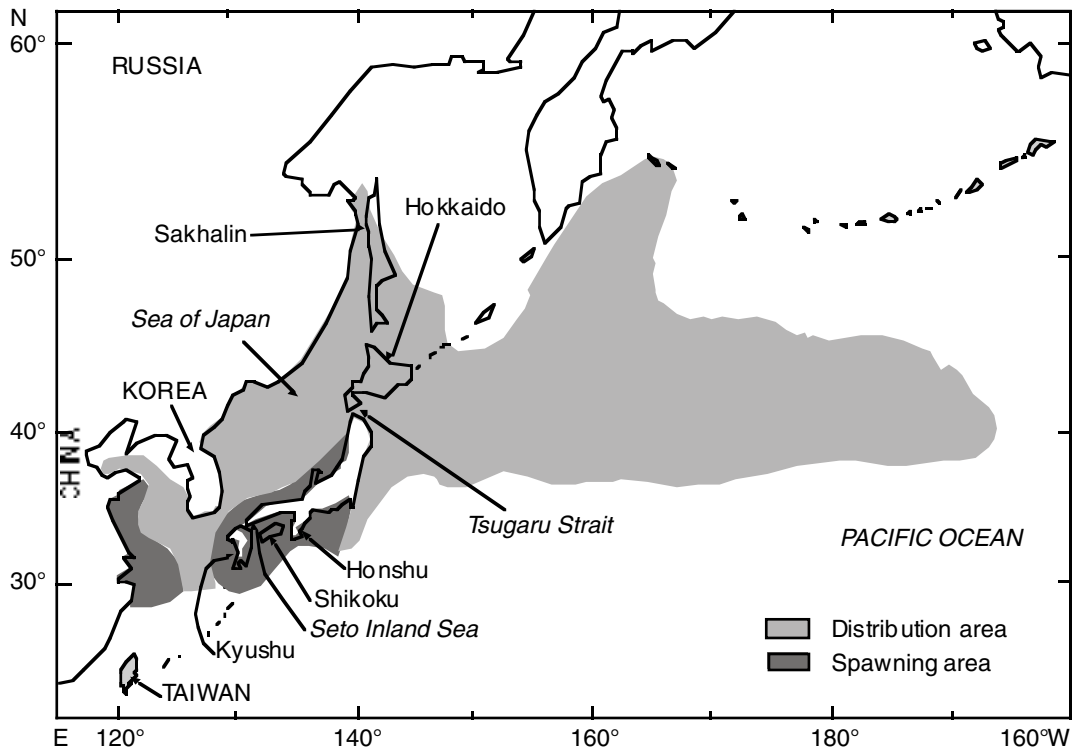 N
60°
RUSSIA
Hokkaido
Sakhalin
50°
Sea of Japan
KOREA
40°
CHINA
Tsugaru Strait
PACIFIC OCEAN
Honshu
30°
Shikoku
Seto Inland Sea
Distribution area
Kyushu
Spawning area
TAIWAN
E 120° 140° 160° 180° 160°W